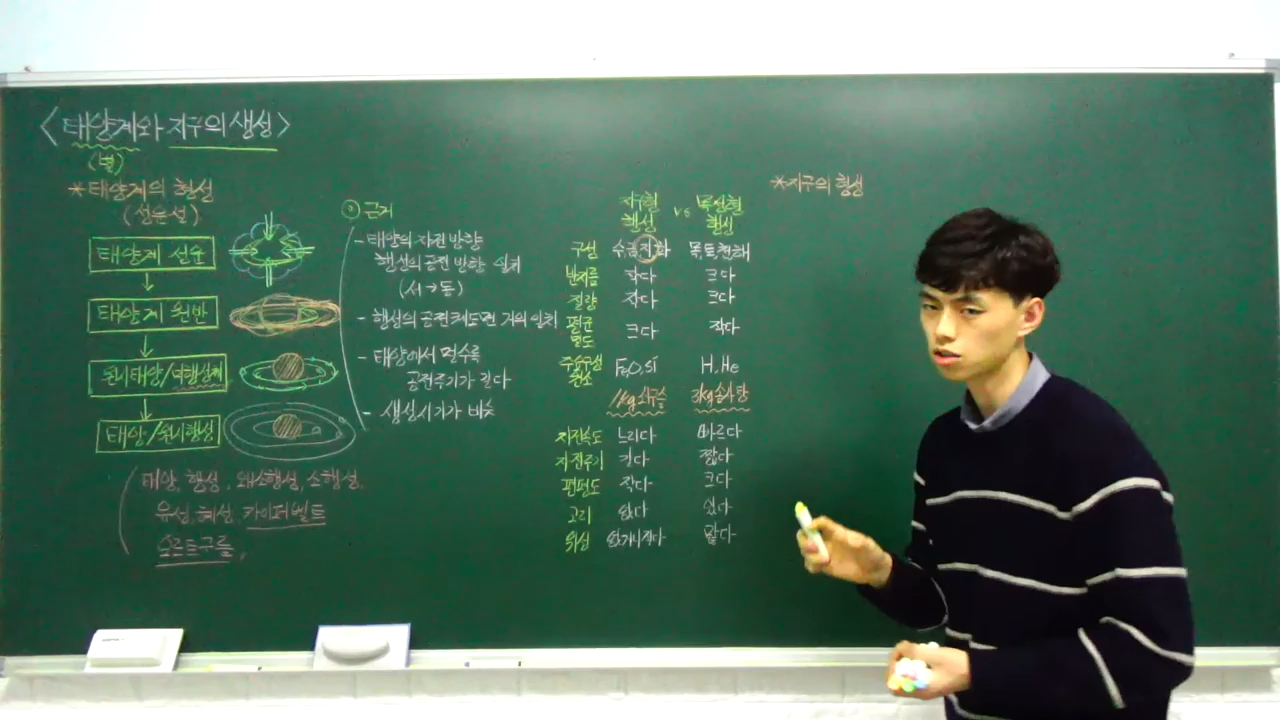 <태양계와 지구의 생성>
(별)
*태양계의 형성
(성운설)
태양계 성운
↓
태양계 원반
↓
원시태양/미행성체
↓
태양/원시행성
태양, 행성, 왜소행성, 소행성,
유성, 혜성, 카이퍼벨트
오르트구름,
근거
- 태양의 자전 방향
행성의 공전 방향 일치
(서→동)
- 행성의 공전궤도면 거의 일치
- 태양에서 멀수록
공전주기가 길다
- 생성시기가 비슷
지구형 행성 vs 목성형 행성
구성 수금지화 목토천해
반지름 작다 크다
질량 작다 크다
평균밀도 크다 작다
주요구성원소 Fe,O,Si H,He
1kg 쇠구슬 3kg 솜사탕
자전속도 느리다 빠르다
자전주기 길다 짧다
편평도 작다 크다
고리 없다 있다
위성 없거나 적다 많다
*지구의 형성